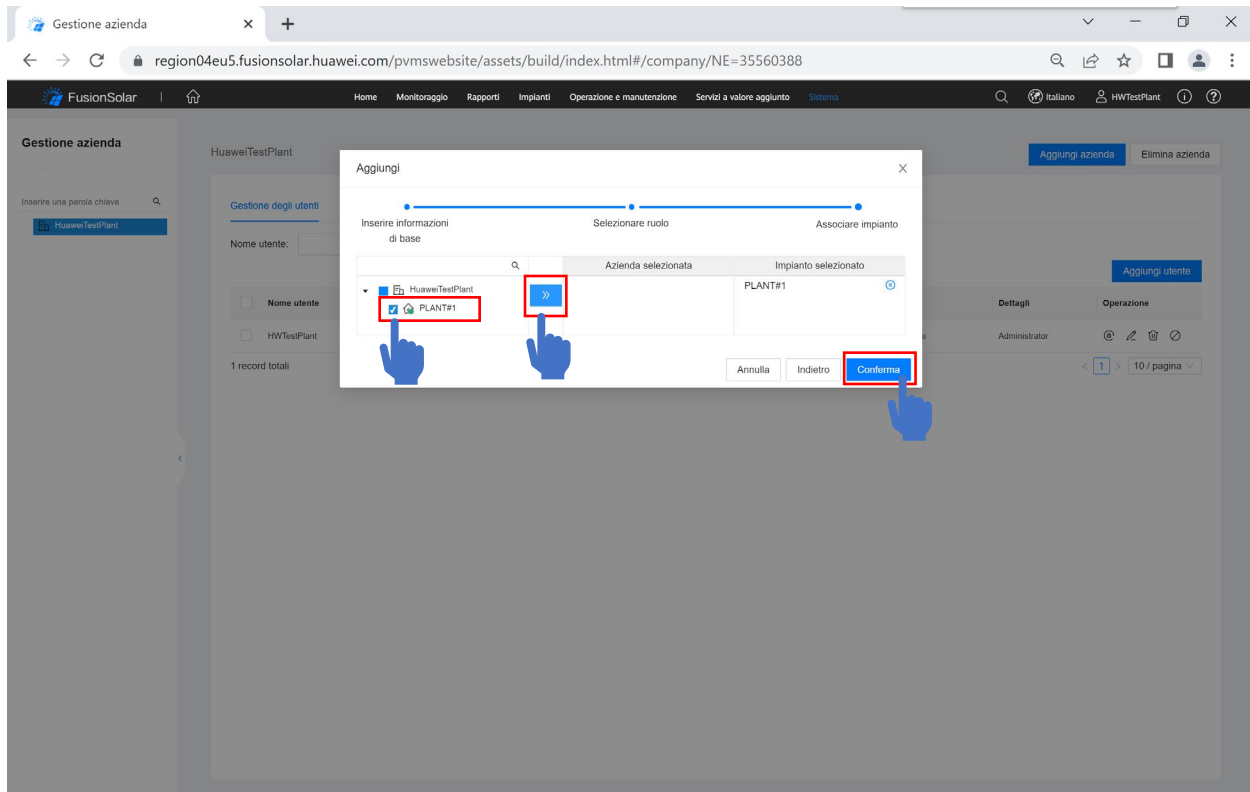 Gestione azienda
region04eu5.fusionsolar.huawei.com/pvmswebsite/assets/build/index.html#/company/NE=35560388
FusionSolar
Home Monitoraggio Rapporti Impianti Operazione e manutenzione Servizi a valore aggiunto Sistema
Italiano HWTestPlant
Gestione azienda
HuaweiTestPlant
Aggiungi azienda Elimina azienda
Inserire una parola chiave
HuaweiTestPlant
Gestione degli utenti
Nome utente:
Aggiungi utente
Nome utente Dettagli Operazione
HWTestPlant Administrator
1 record totali
1 10 / pagina
Aggiungi
Inserire informazioni
di base
Selezionare ruolo
Associare impianto
Azienda selezionata Impianto selezionato
HuaweiTestPlant
PLANT#1
PLANT#1
Annulla Indietro Conferma